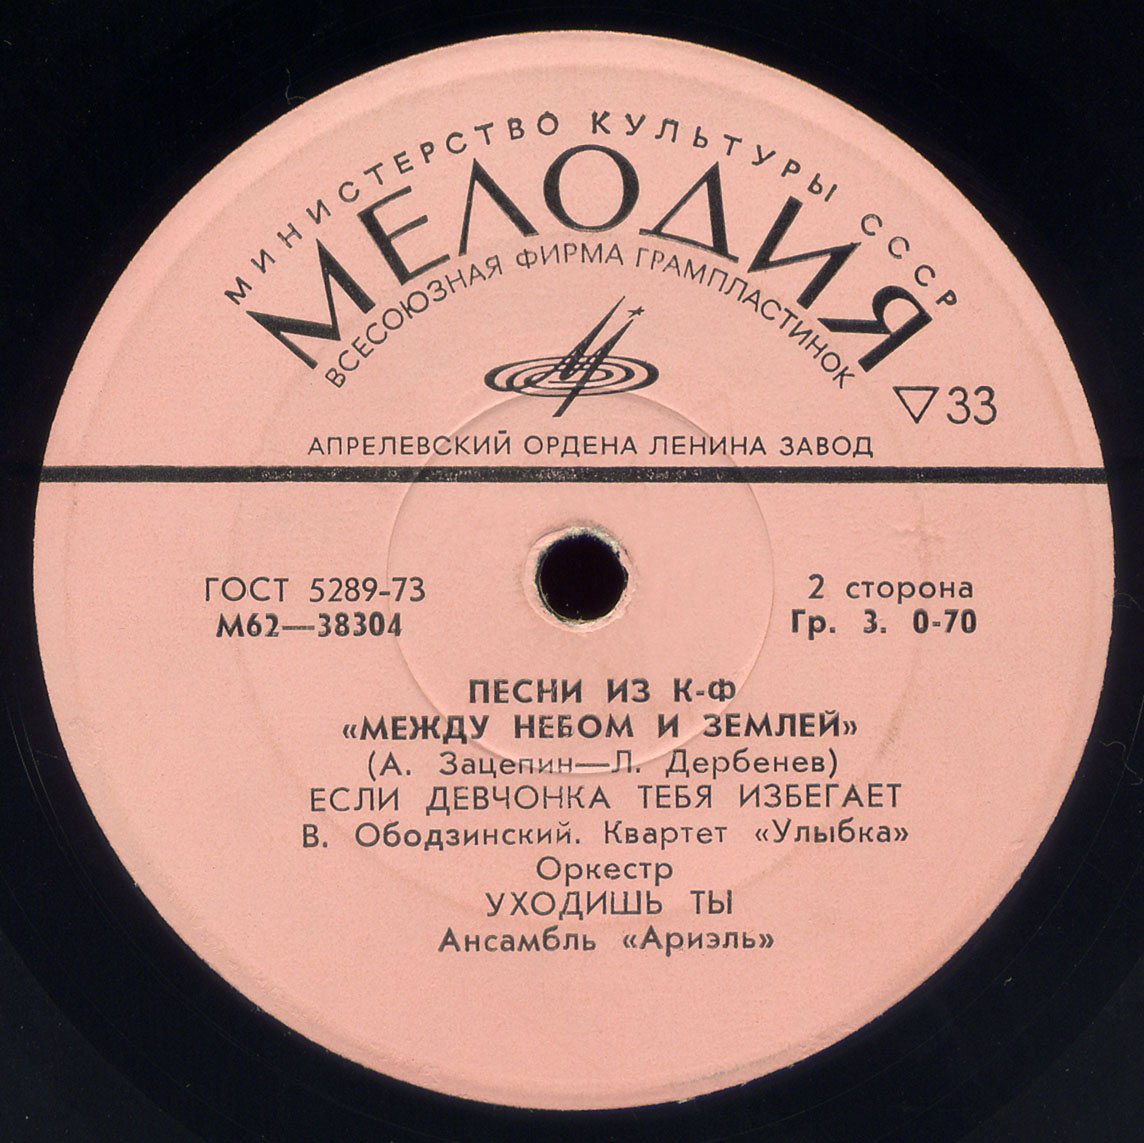 МИНИСТЕРСТВО КУЛЬТУРЫ СССР
МЕЛОДИЯ
ВСЕСОЮЗНАЯ ФИРМА ГРАМПЛАСТИНОК
33
АПРЕЛЕВСКИЙ ОРДЕНА ЛЕНИНА ЗАВОД
ГОСТ 5289-73
М62—38304
2 сторона
Гр. 3. 0-70
ПЕСНИ ИЗ К-Ф
«МЕЖДУ НЕБОМ И ЗЕМЛЕЙ»
(А. Зацепин—Л. Дербенев)
ЕСЛИ ДЕВЧОНКА ТЕБЯ ИЗБЕГАЕТ
В. Ободзинский. Квартет «Улыбка»
Оркестр
УХОДИШЬ ТЫ
Ансамбль «Ариэль»